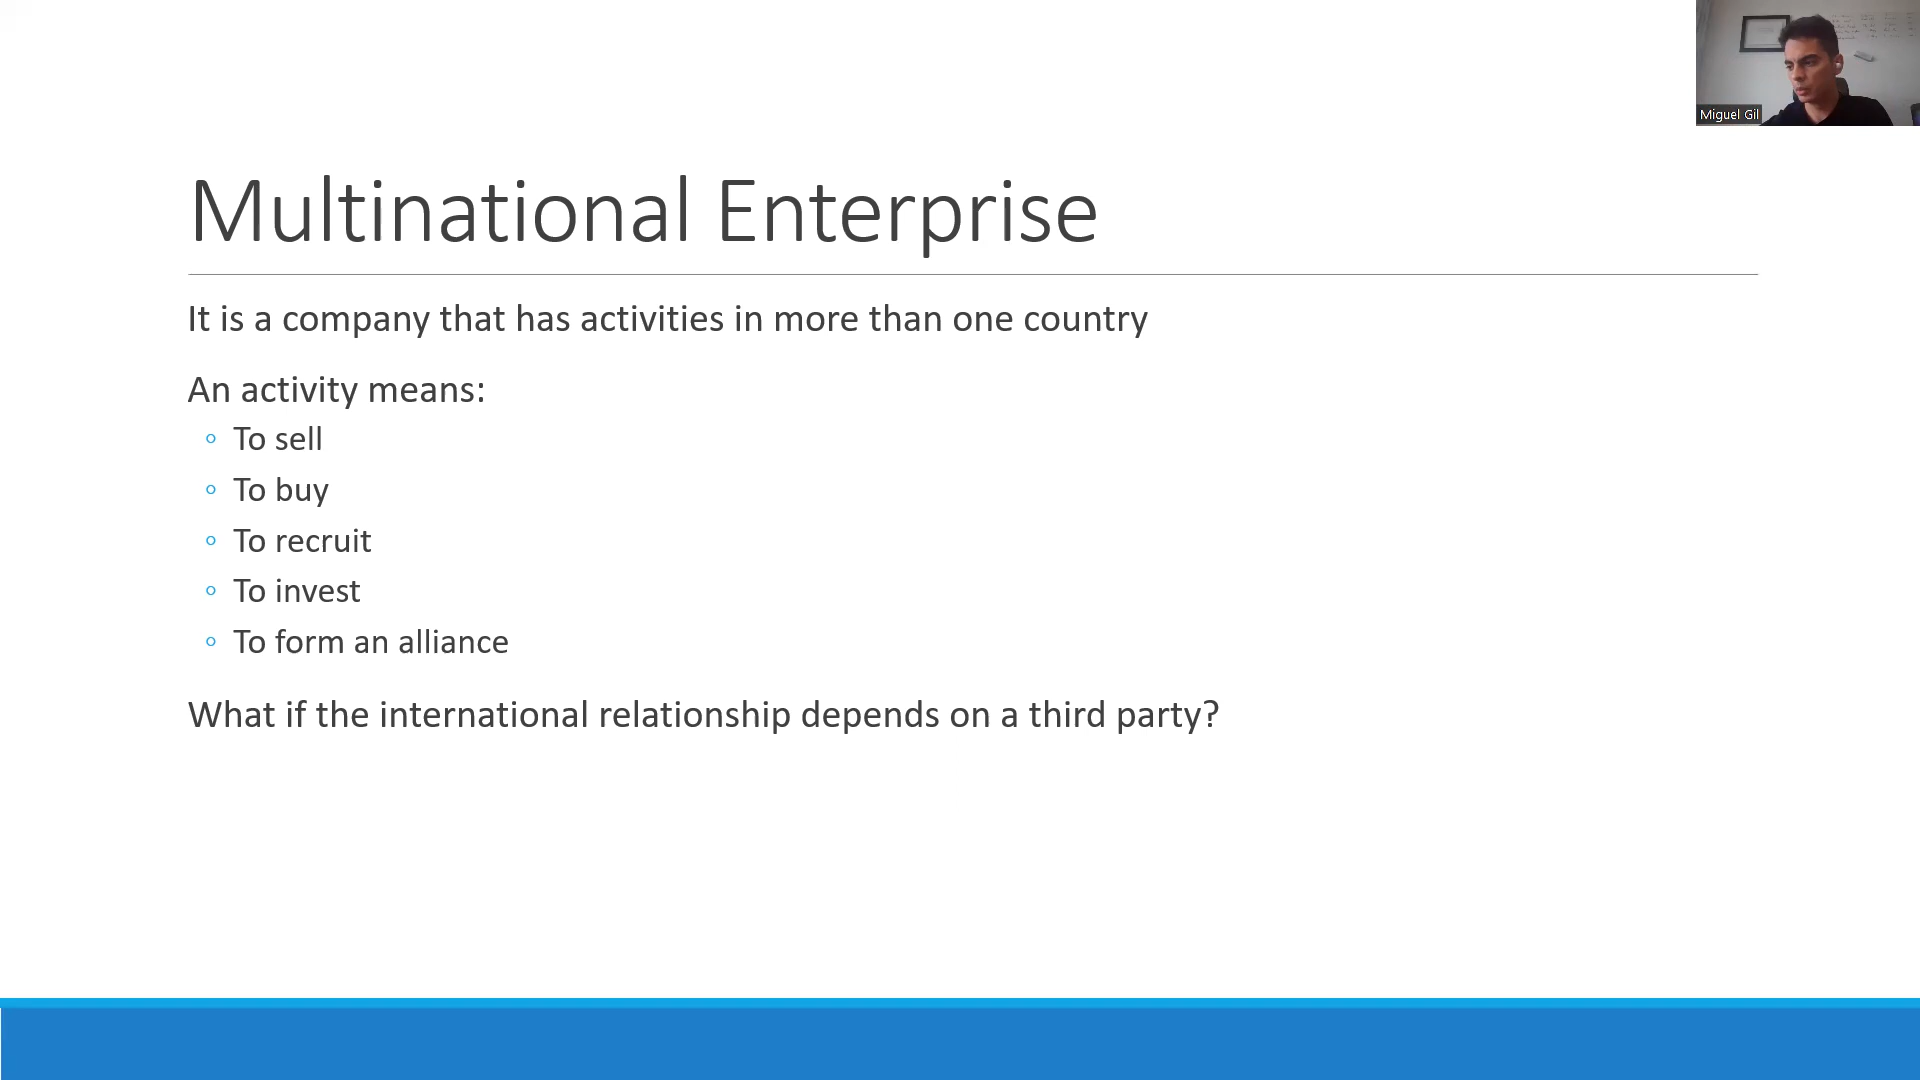 Miguel Gil
Multinational Enterprise
It is a company that has activities in more than one country
An activity means:
To sell
To buy
To recruit
To invest
To form an alliance
What if the international relationship depends on a third party?